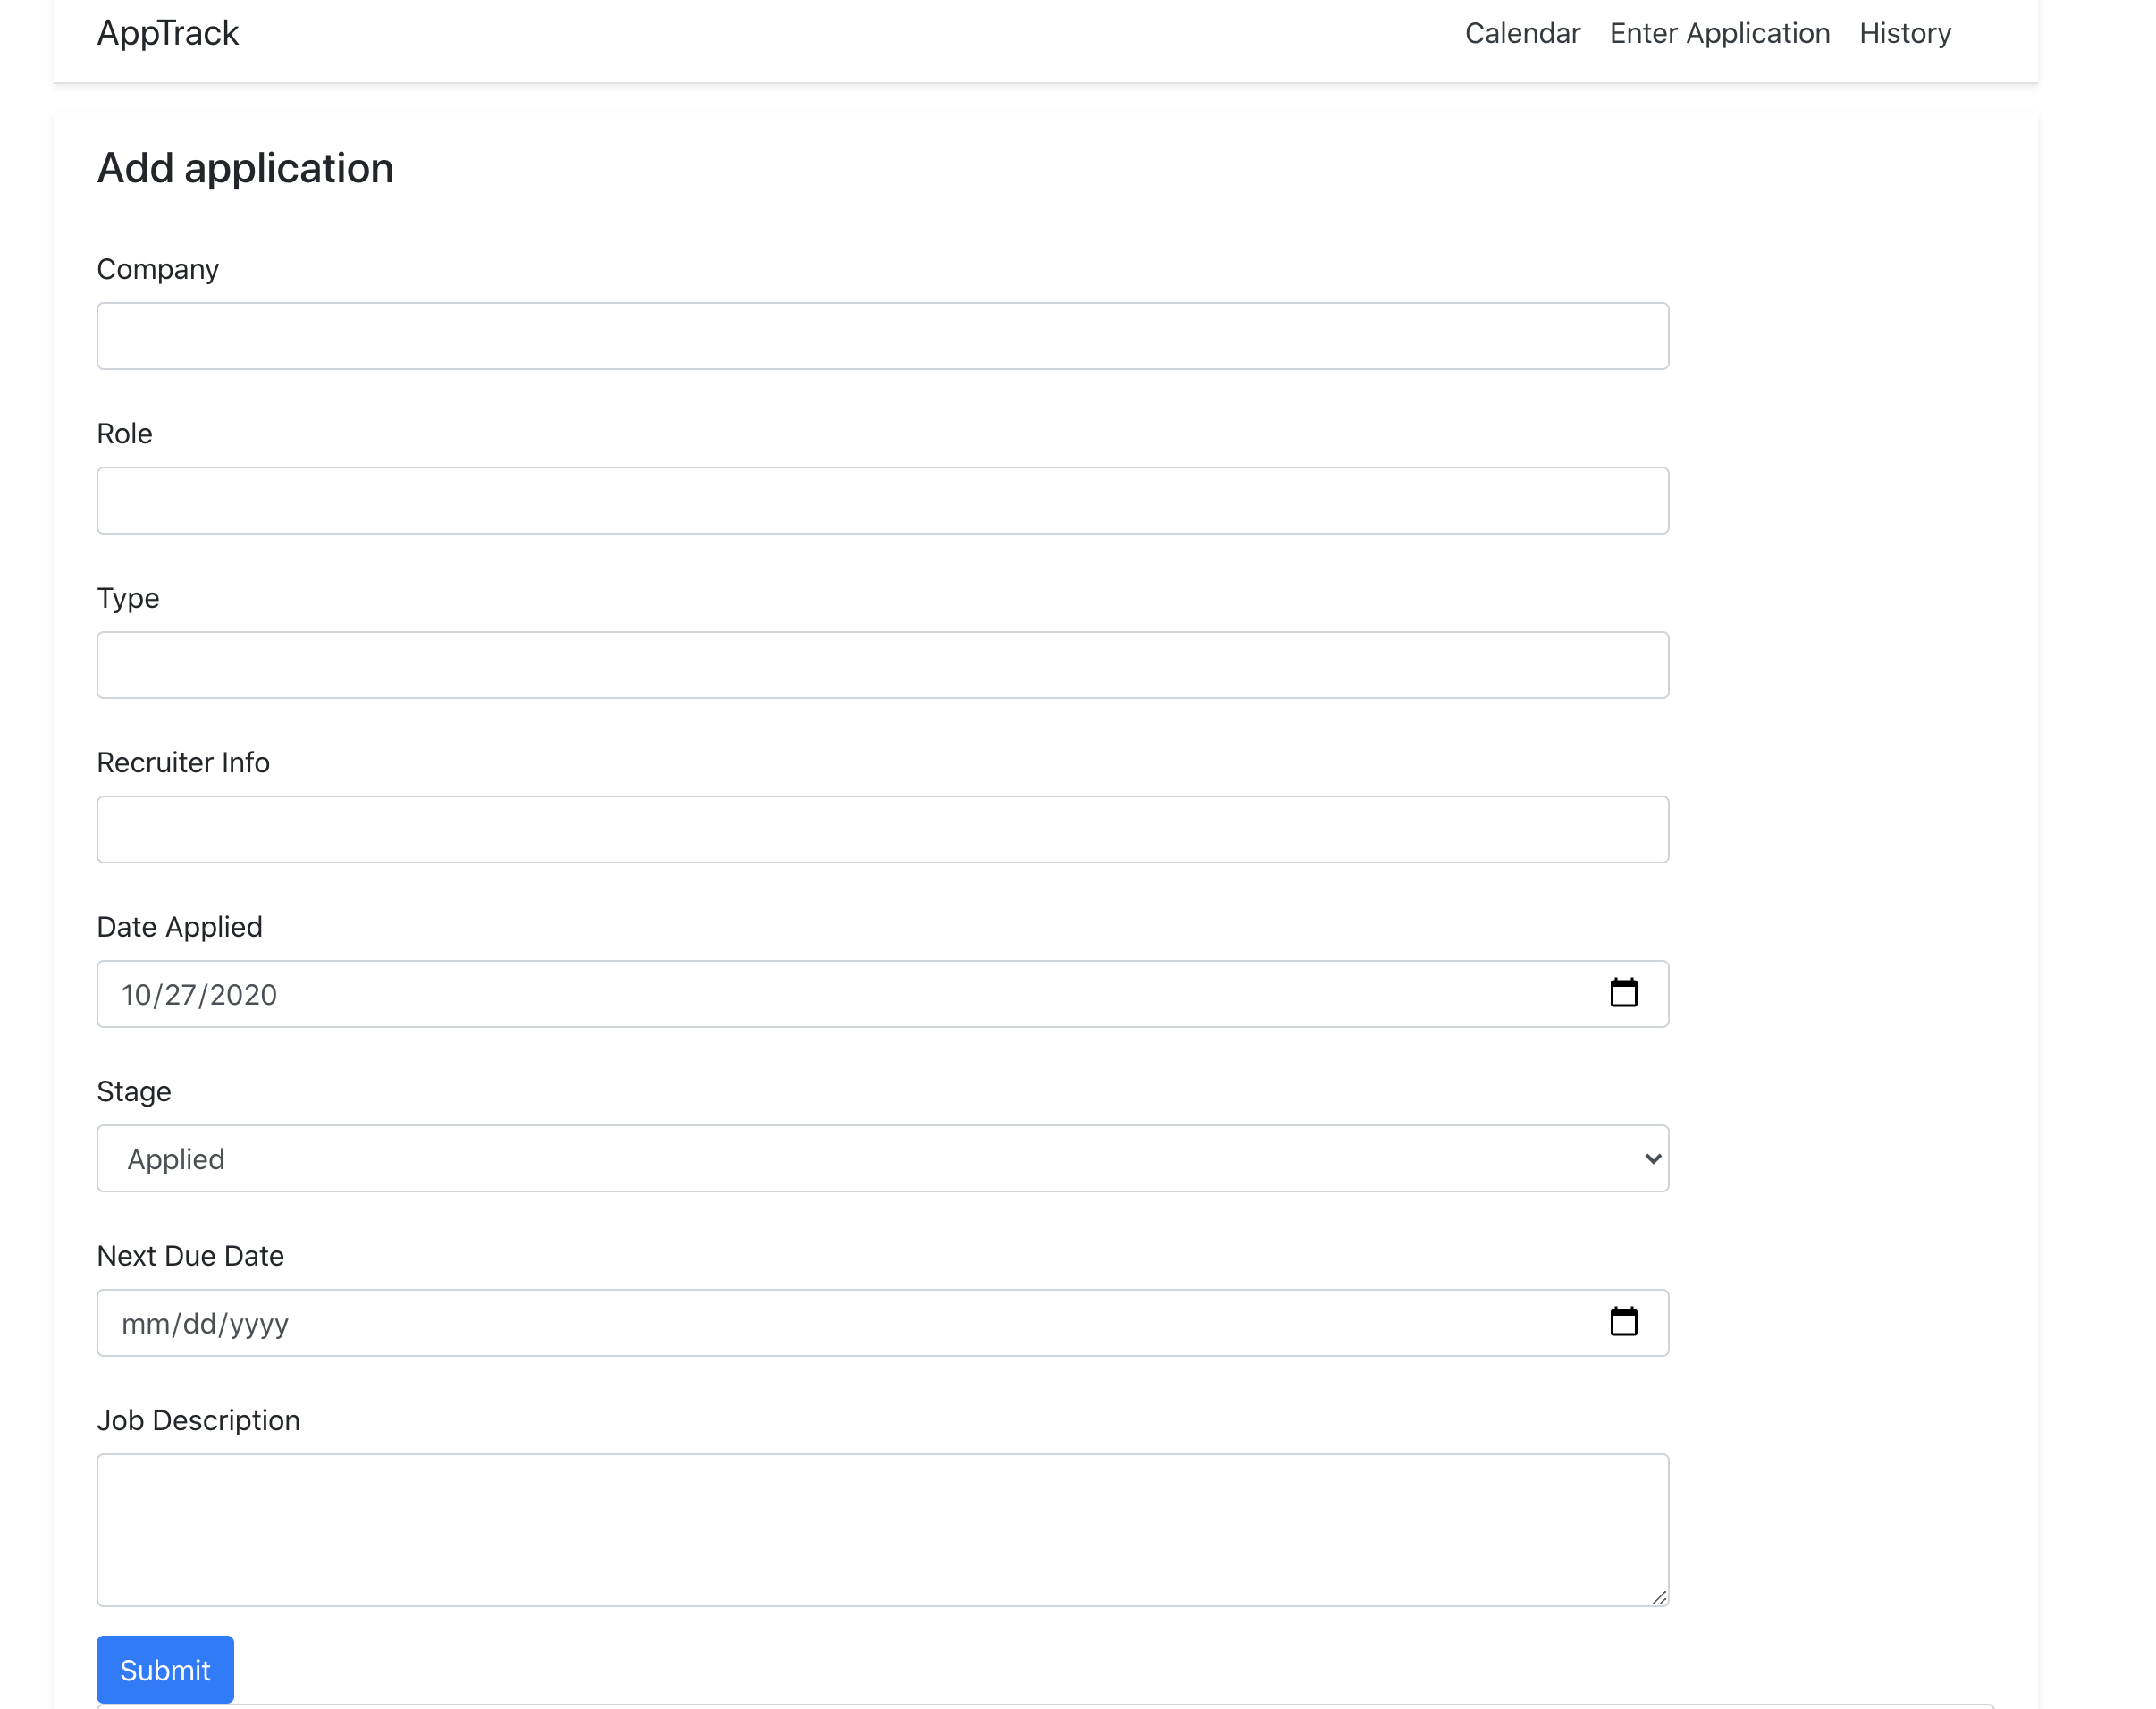 AppTrack
Calendar Enter Application History
Add application
Company
Role
Type
Recruiter Info
Date Applied
10/27/2020
Stage
Applied
Next Due Date
mm/dd/yyyy
Job Description
Submit